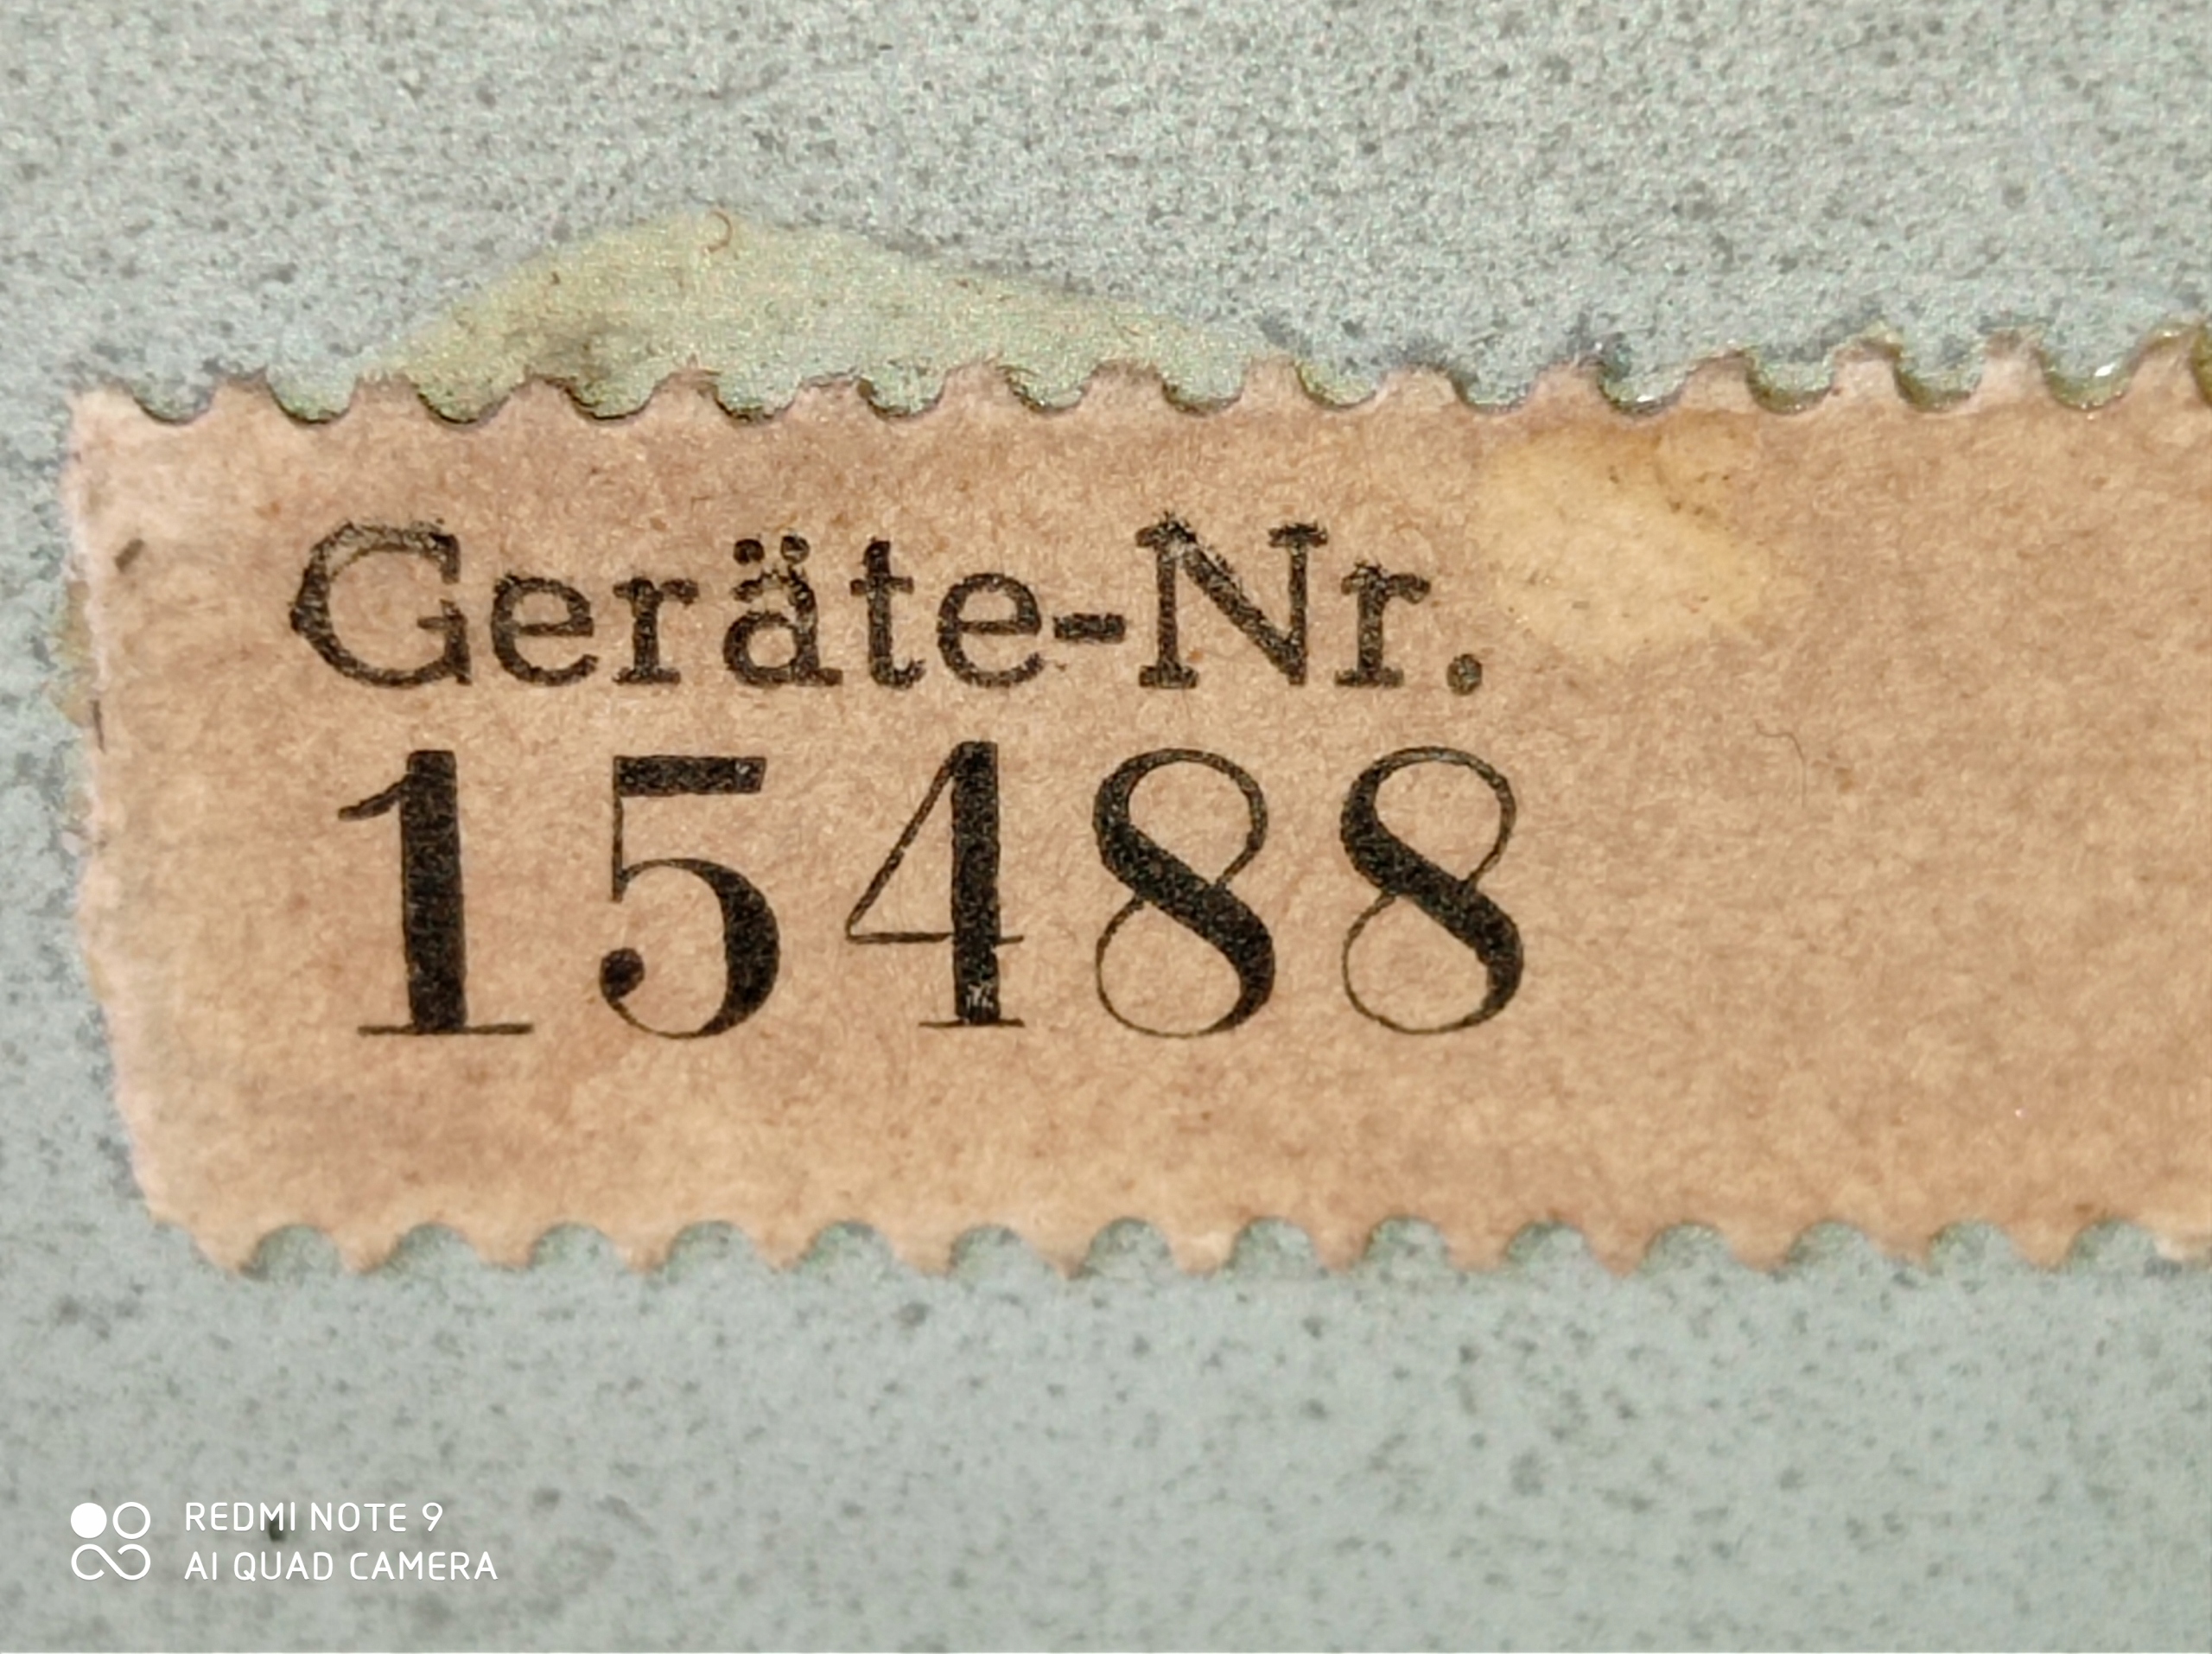 Geräte-Nr.
15488
REDMI NOTE 9
AI QUAD CAMERA